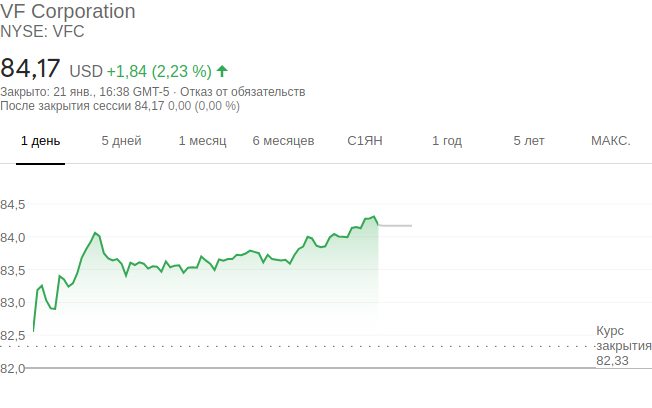 VF Corporation
NYSE: VFC
84,17 USD +1,84 (2,23 %)
Закрыто: 21 янв., 16:38 GMT-5 · Отказ от обязательств
После закрытия сессии 84,17 0,00 (0,00 %)
1 день 5 дней 1 месяц 6 месяцев С1ЯН 1 год 5 лет МАКС.
84,5
84,0
83,5
83,0
82,5
82,0
Курс
закрытия
82,33